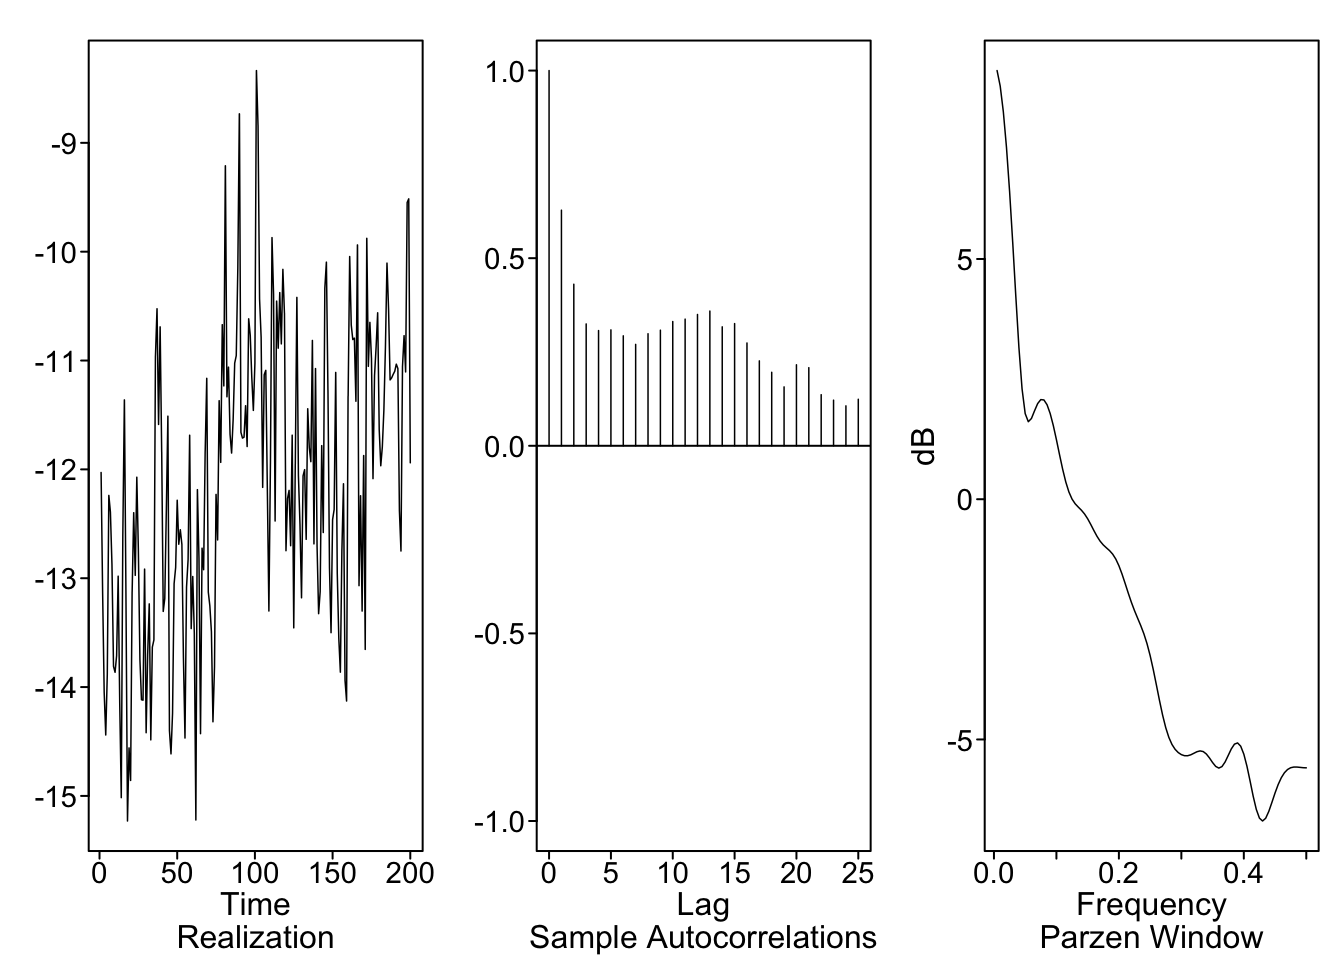 -9
-10
-11
-12
-13
-14
-15
0 50 100 150 200
Time
Realization
1.0
0.5
0.0
-0.5
-1.0
0 5 10 15 20 25
Lag
Sample Autocorrelations
dB
5
0
-5
0.0 0.2 0.4
Frequency
Parzen Window